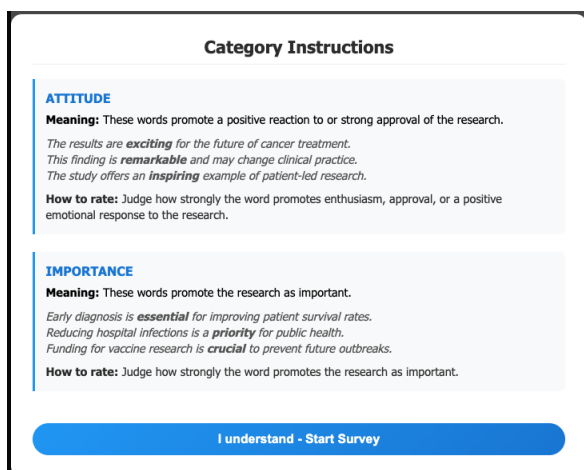 Category Instructions
ATTITUDE
Meaning: These words promote a positive reaction to or strong approval of the research.
The results are exciting for the future of cancer treatment.
This finding is remarkable and may change clinical practice.
The study offers an inspiring example of patient-led research.
How to rate: Judge how strongly the word promotes enthusiasm, approval, or a positive
emotional response to the research.
IMPORTANCE
Meaning: These words promote the research as important.
Early diagnosis is essential for improving patient survival rates.
Reducing hospital infections is a priority for public health.
Funding for vaccine research is crucial to prevent future outbreaks.
How to rate: Judge how strongly the word promotes the research as important.
I understand - Start Survey